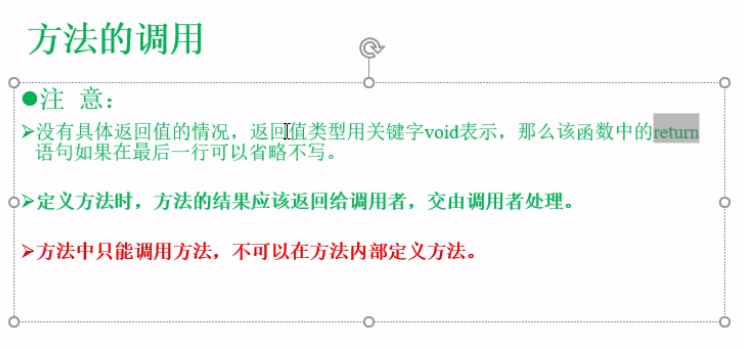 方法的调用
●注 意：
➢没有具体返回值的情况，返回值类型用关键字void表示，那么该函数中的return
语句如果在最后一行可以省略不写。
➢定义方法时，方法的结果应该返回给调用者，交由调用者处理。
➢方法中只能调用方法，不可以在方法内部定义方法。